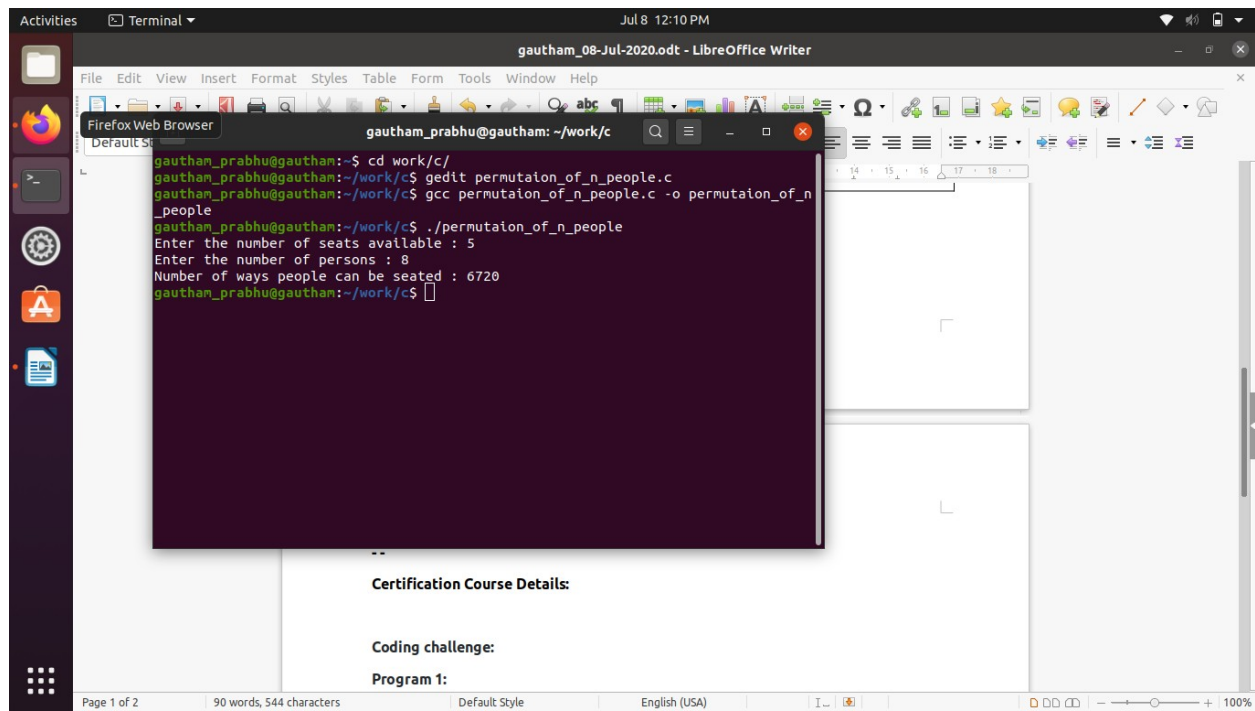 Activities
Terminal
Jul 8 12:10 PM
gautham_08-Jul-2020.odt - LibreOffice Writer
File Edit View Insert Format Styles Table Form Tools Window Help
Firefox Web Browser
Default St
gautham_prabhu@gautham: ~/work/c
gautham_prabhu@gautham:~$ cd work/c/
gautham_prabhu@gautham:~/work/c$ gedit permutaion_of_n_people.c
gautham_prabhu@gautham:~/work/c$ gcc permutaion_of_n_people.c -o permutaion_of_n
_people
gautham_prabhu@gautham:~/work/c$ ./permutaion_of_n_people
Enter the number of seats available : 5
Enter the number of persons : 8
Number of ways people can be seated : 6720
gautham_prabhu@gautham:~/work/c$
14 15 16 17 18
Certification Course Details:
Coding challenge:
Program 1:
Page 1 of 2 90 words, 544 characters Default Style English (USA) 100%